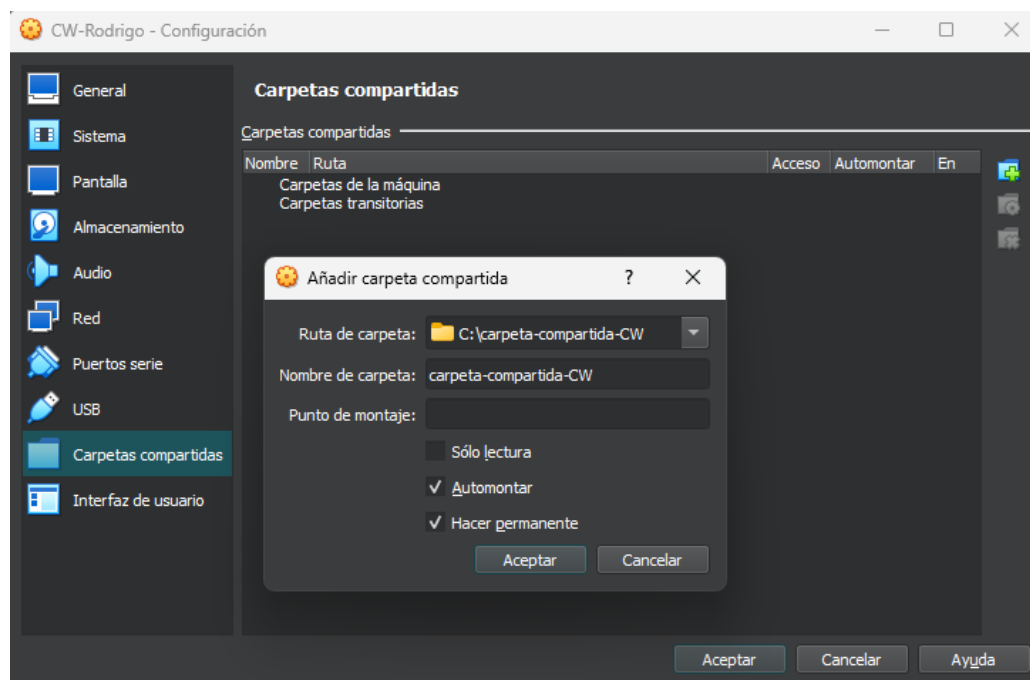 CW-Rodrigo - Configuración
General
Sistema
Pantalla
Almacenamiento
Audio
Red
Puertos serie
USB
Carpetas compartidas
Interfaz de usuario
Carpetas compartidas
Carpetas compartidas
Nombre Ruta Acceso Automontar En
Carpetas de la máquina
Carpetas transitorias
Añadir carpeta compartida ?
Ruta de carpeta: C:\carpeta-compartida-CW
Nombre de carpeta: carpeta-compartida-CW
Punto de montaje:
Sólo lectura
Automontar
Hacer permanente
Aceptar Cancelar
Aceptar Cancelar Ayuda